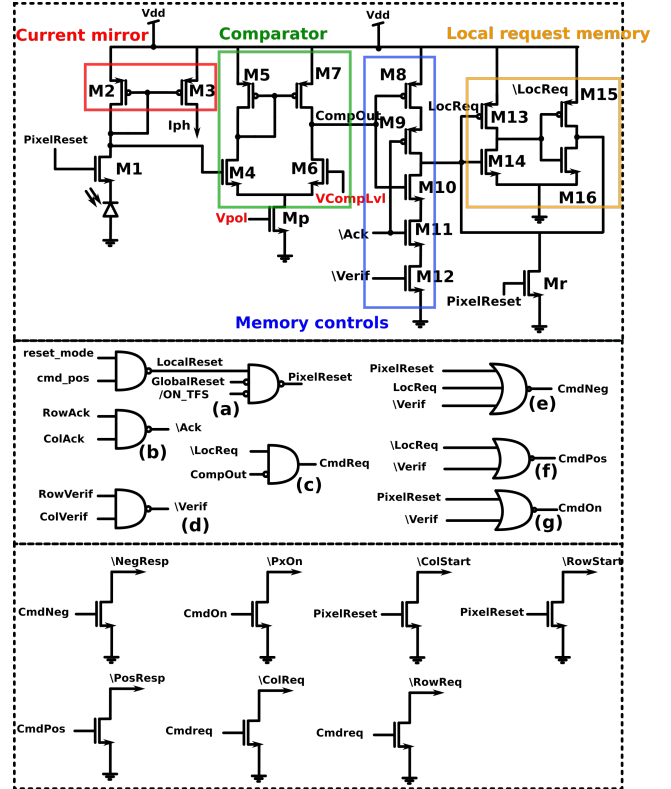 Vdd
Vdd
Current mirror
Comparator
Local request memory
M2
M3
M5
M7
M8
\LocReq
M15
Iph
CompOut
M9
LocReq
M13
PixelReset
M1
M4
M6
M10
M14
M16
VCompLvl
Vpol
Mp
\Ack
M11
\Verif
M12
PixelReset
Mr
Memory controls
reset_mode
cmd_pos
LocalReset
GlobalReset
/ON_TFS
PixelReset
(a)
RowAck
ColAck
\Ack
(b)
\LocReq
CompOut
CmdReq
(c)
RowVerif
ColVerif
\Verif
(d)
PixelReset
LocReq
\Verif
CmdNeg
(e)
\LocReq
\Verif
CmdPos
(f)
PixelReset
\Verif
CmdOn
(g)
\NegResp
CmdNeg
\PxOn
CmdOn
\ColStart
PixelReset
\RowStart
PixelReset
\PosResp
CmdPos
\ColReq
Cmdreq
\RowReq
Cmdreq